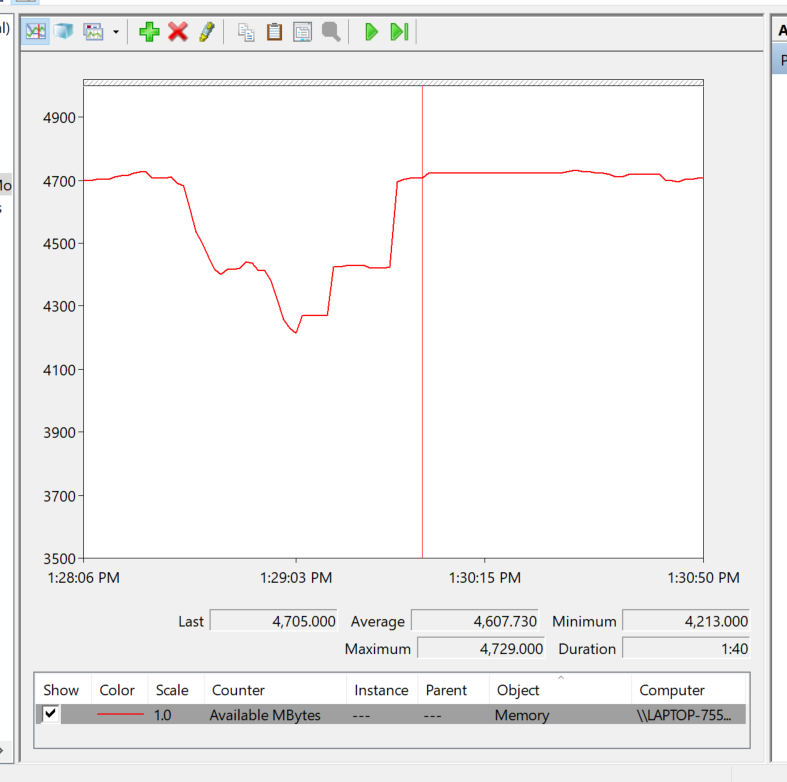 l)
A
P
4900
4700
lo
s
4500
4300
4100
3900
3700
3500
1:28:06 PM 1:29:03 PM 1:30:15 PM 1:30:50 PM
Last 4,705.000 Average 4,607.730 Minimum 4,213.000
Maximum 4,729.000 Duration 1:40
Show Color Scale Counter Instance Parent Object Computer
1.0 Available MBytes --- --- Memory \\LAPTOP-755...